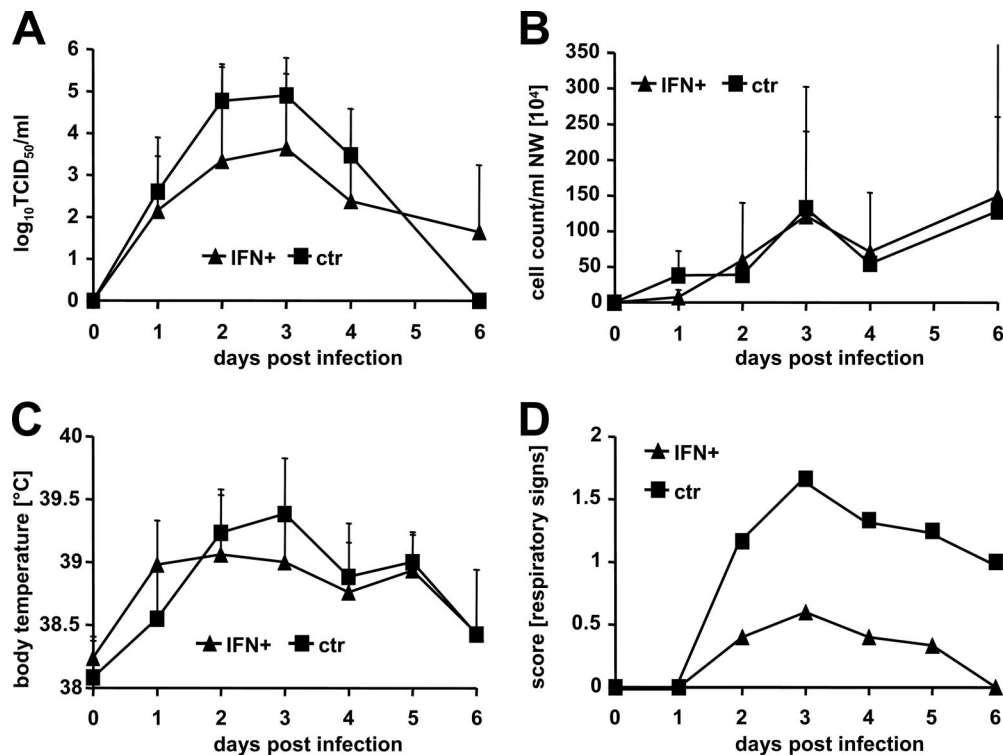 A
log₁₀TCID₅₀/ml
6
5
4
3
2
1
0
IFN+ ctr
0 1 2 3 4 5 6
days post infection
B
cell count/ml NW [10⁴]
350
300
250
200
150
100
50
0
IFN+ ctr
0 1 2 3 4 5 6
days post infection
C
body temperature [°C]
40
39.5
39
38.5
38
IFN+ ctr
0 1 2 3 4 5 6
days post infection
D
score [respiratory signs]
2
1.5
1
0.5
0
IFN+
ctr
0 1 2 3 4 5 6
days post infection